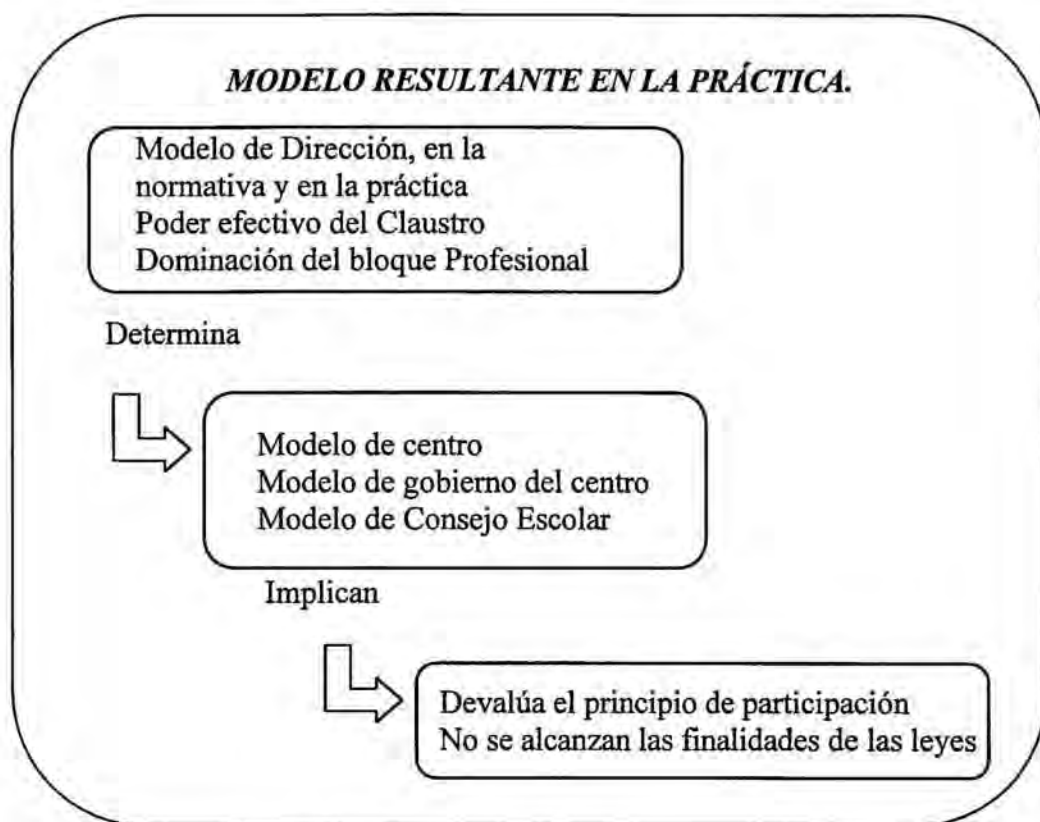 MODELO RESULTANTE EN LA PRÁCTICA.
Modelo de Dirección, en la
normativa y en la práctica
Poder efectivo del Claustro
Dominación del bloque Profesional
Determina
Modelo de centro
Modelo de gobierno del centro
Modelo de Consejo Escolar
Implican
Devalúa el principio de participación
No se alcanzan las finalidades de las leyes